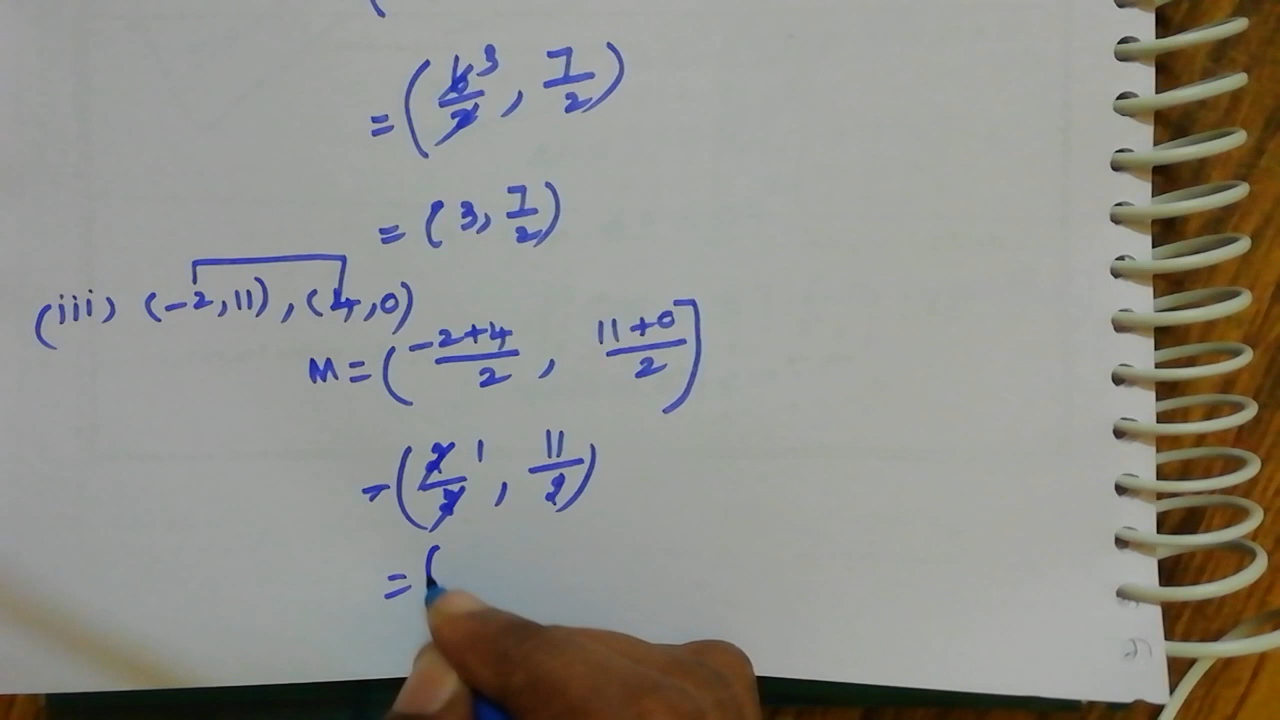 = (6/2 3, 7/2)
= (3, 7/2)
(iii) (-2, 11), (4, 0)
M = (-2+4/2, 11+0/2)
= (2/2 1, 11/2)
= (